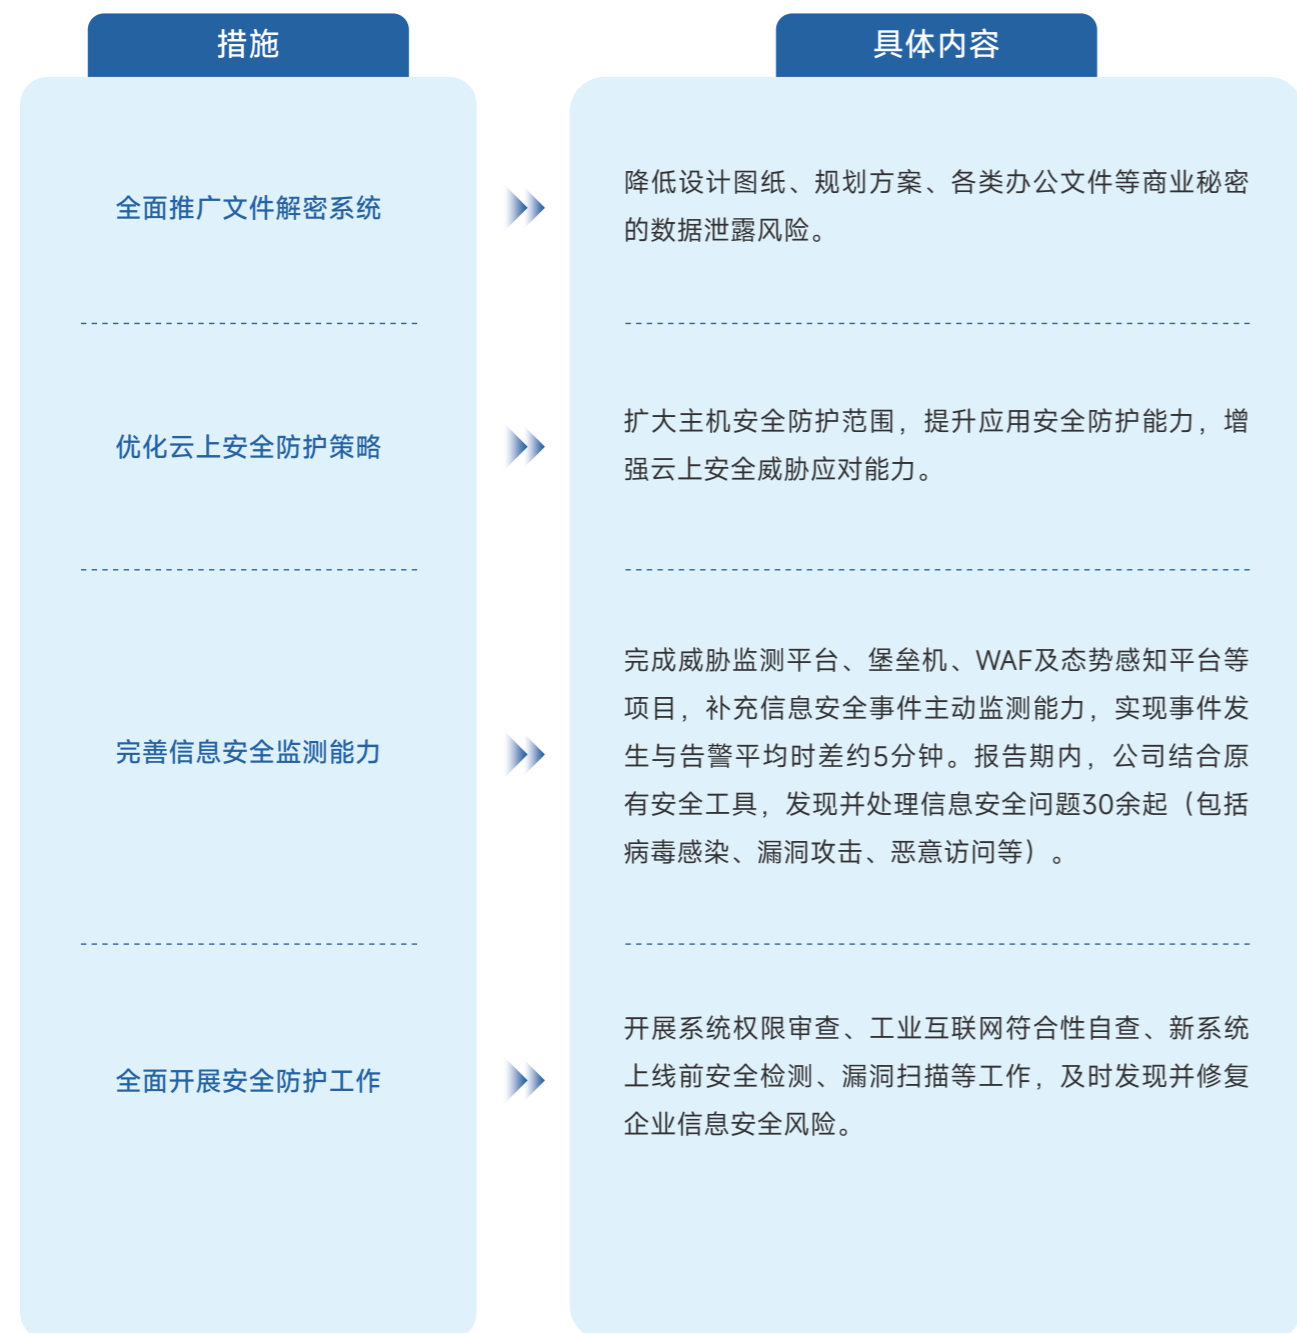 措施
具体内容
全面推广文件解密系统
降低设计图纸、规划方案、各类办公文件等商业秘密
的数据泄露风险。
优化云上安全防护策略
扩大主机安全防护范围，提升应用安全防护能力，增
强云上安全威胁应对能力。
完善信息安全监测能力
完成威胁监测平台、堡垒机、WAF及态势感知平台等
项目，补充信息安全事件主动监测能力，实现事件发
生与告警平均时差约5分钟。报告期内，公司结合原
有安全工具，发现并处理信息安全问题30余起（包括
病毒感染、漏洞攻击、恶意访问等）。
全面开展安全防护工作
开展系统权限审查、工业互联网符合性自查、新系统
上线前安全检测、漏洞扫描等工作，及时发现并修复
企业信息安全风险。